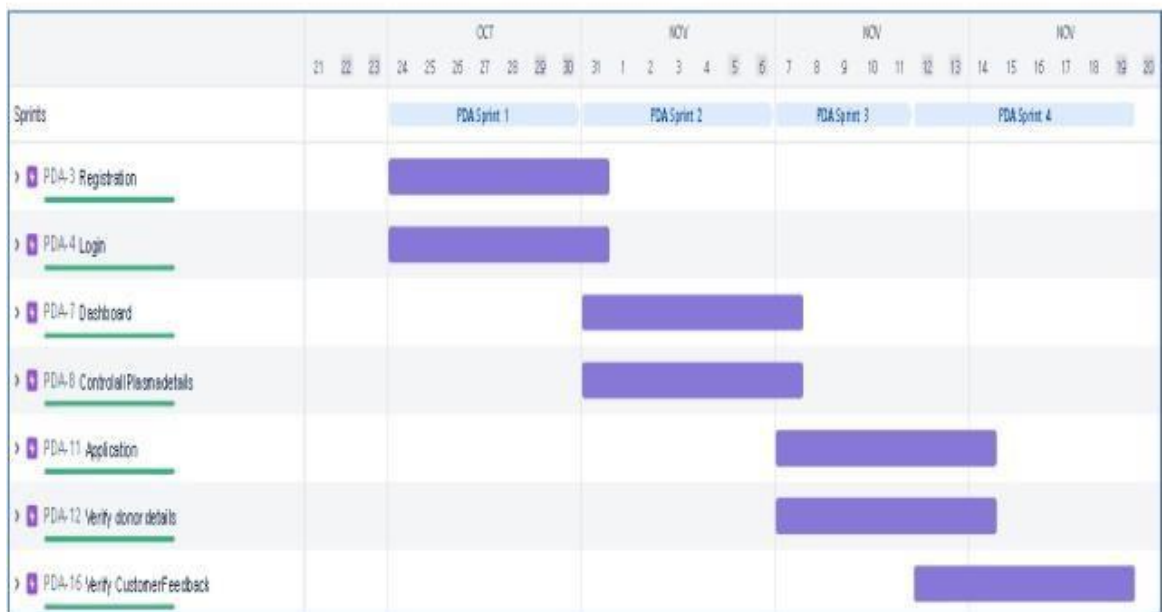 OCT NOV NOV NOV
21 22 23 24 25 26 27 28 29 30 31 1 2 3 4 5 6 7 8 9 10 11 12 13 14 15 16 17 18 19 20
Sprints PDA Sprint 1 PDA Sprint 2 PDA Sprint 3 PDA Sprint 4
PDA-3 Registration
PDA-4 Login
PDA-7 Dashboard
PDA-8 ControlallPlasmadetails
PDA-11 Application
PDA-12 Verify donor details
PDA-16 Verify CustomerFeedback